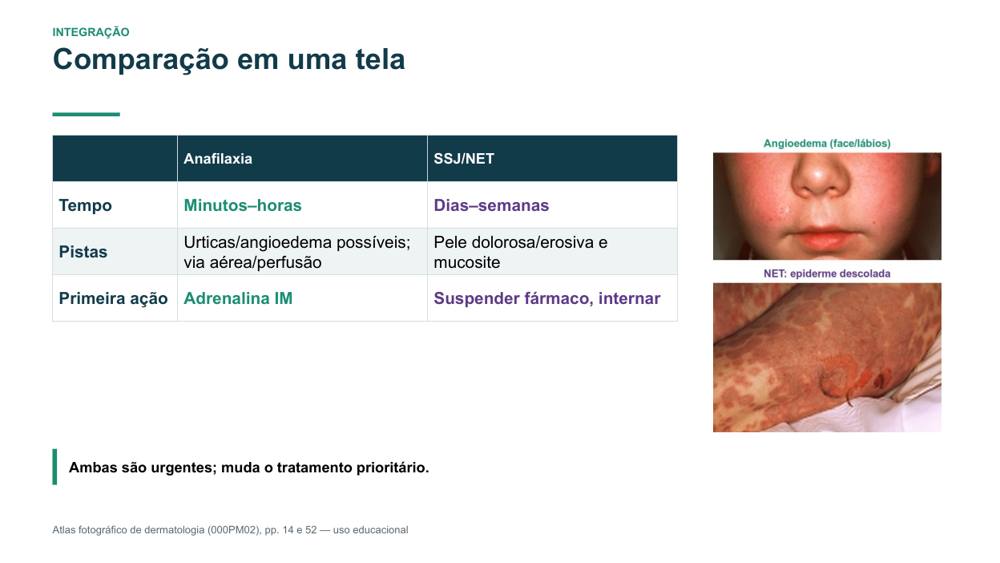 INTEGRAÇÃO
Comparação em uma tela
Anafilaxia
SSJ/NET
Tempo
Minutos–horas
Dias–semanas
Pistas
Urticas/angioedema possíveis;
via aérea/perfusão
Pele dolorosa/erosiva e
mucosite
Primeira ação
Adrenalina IM
Suspender fármaco, internar
Angioedema (face/lábios)
NET: epiderme descolada
Ambas são urgentes; muda o tratamento prioritário.
Atlas fotográfico de dermatologia (000PM02), pp. 14 e 52 — uso educacional